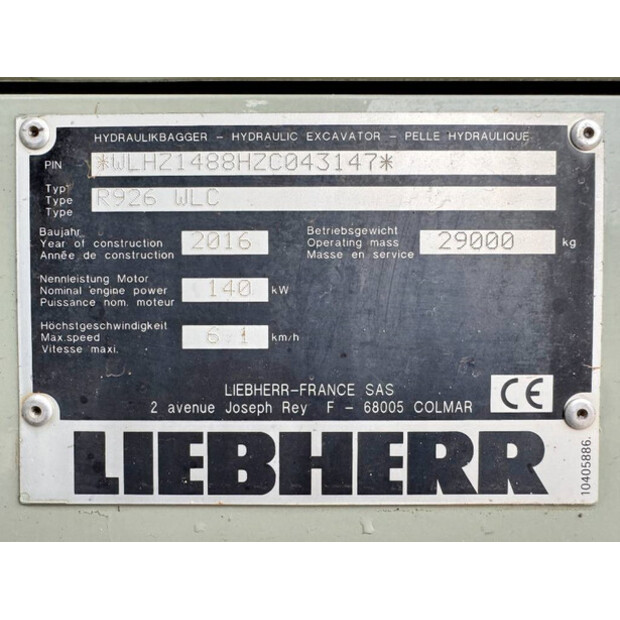 HYDRAULIKBAGGER – HYDRAULIC EXCAVATOR – PELLE HYDRAULIQUE
PIN *WLHZ1488HZC043147*
Typ
Type R926 WLC
Type
Baujahr
Year of construction 2016
Année de construction
Betriebsgewicht
Operating mass 29000 kg
Masse en service
Nennleistung Motor
Nominal engine power 140 kW
Puissance nom. moteur
Höchstgeschwindigkeit
Max.speed 6.1 km/h
Vitesse maxi.
LIEBHERR–FRANCE SAS
2 avenue Joseph Rey F – 68005 COLMAR
CE
LIEBHERR
10405886.